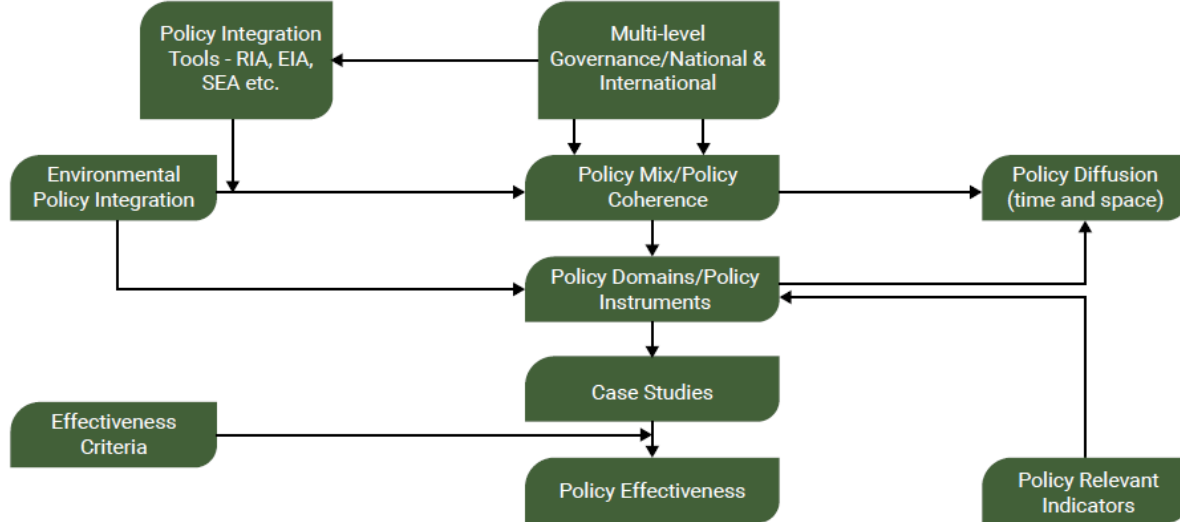 Policy Integration
Tools - RIA, EIA,
SEA etc.
Multi-level
Governance/National &
International
Environmental
Policy Integration
Policy Mix/Policy
Coherence
Policy Diffusion
(time and space)
Policy Domains/Policy
Instruments
Case Studies
Effectiveness
Criteria
Policy Effectiveness
Policy Relevant
Indicators